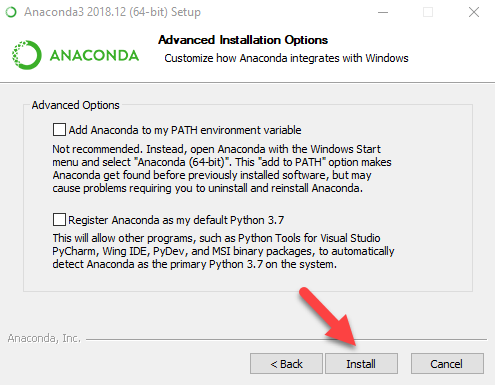 Anaconda3 2018.12 (64-bit) Setup
ANACONDA
Advanced Installation Options
Customize how Anaconda integrates with Windows
Advanced Options
Add Anaconda to my PATH environment variable
Not recommended. Instead, open Anaconda with the Windows Start
menu and select "Anaconda (64-bit)". This "add to PATH" option makes
Anaconda get found before previously installed software, but may
cause problems requiring you to uninstall and reinstall Anaconda.
Register Anaconda as my default Python 3.7
This will allow other programs, such as Python Tools for Visual Studio
PyCharm, Wing IDE, PyDev, and MSI binary packages, to automatically
detect Anaconda as the primary Python 3.7 on the system.
Anaconda, Inc.
< Back Install Cancel